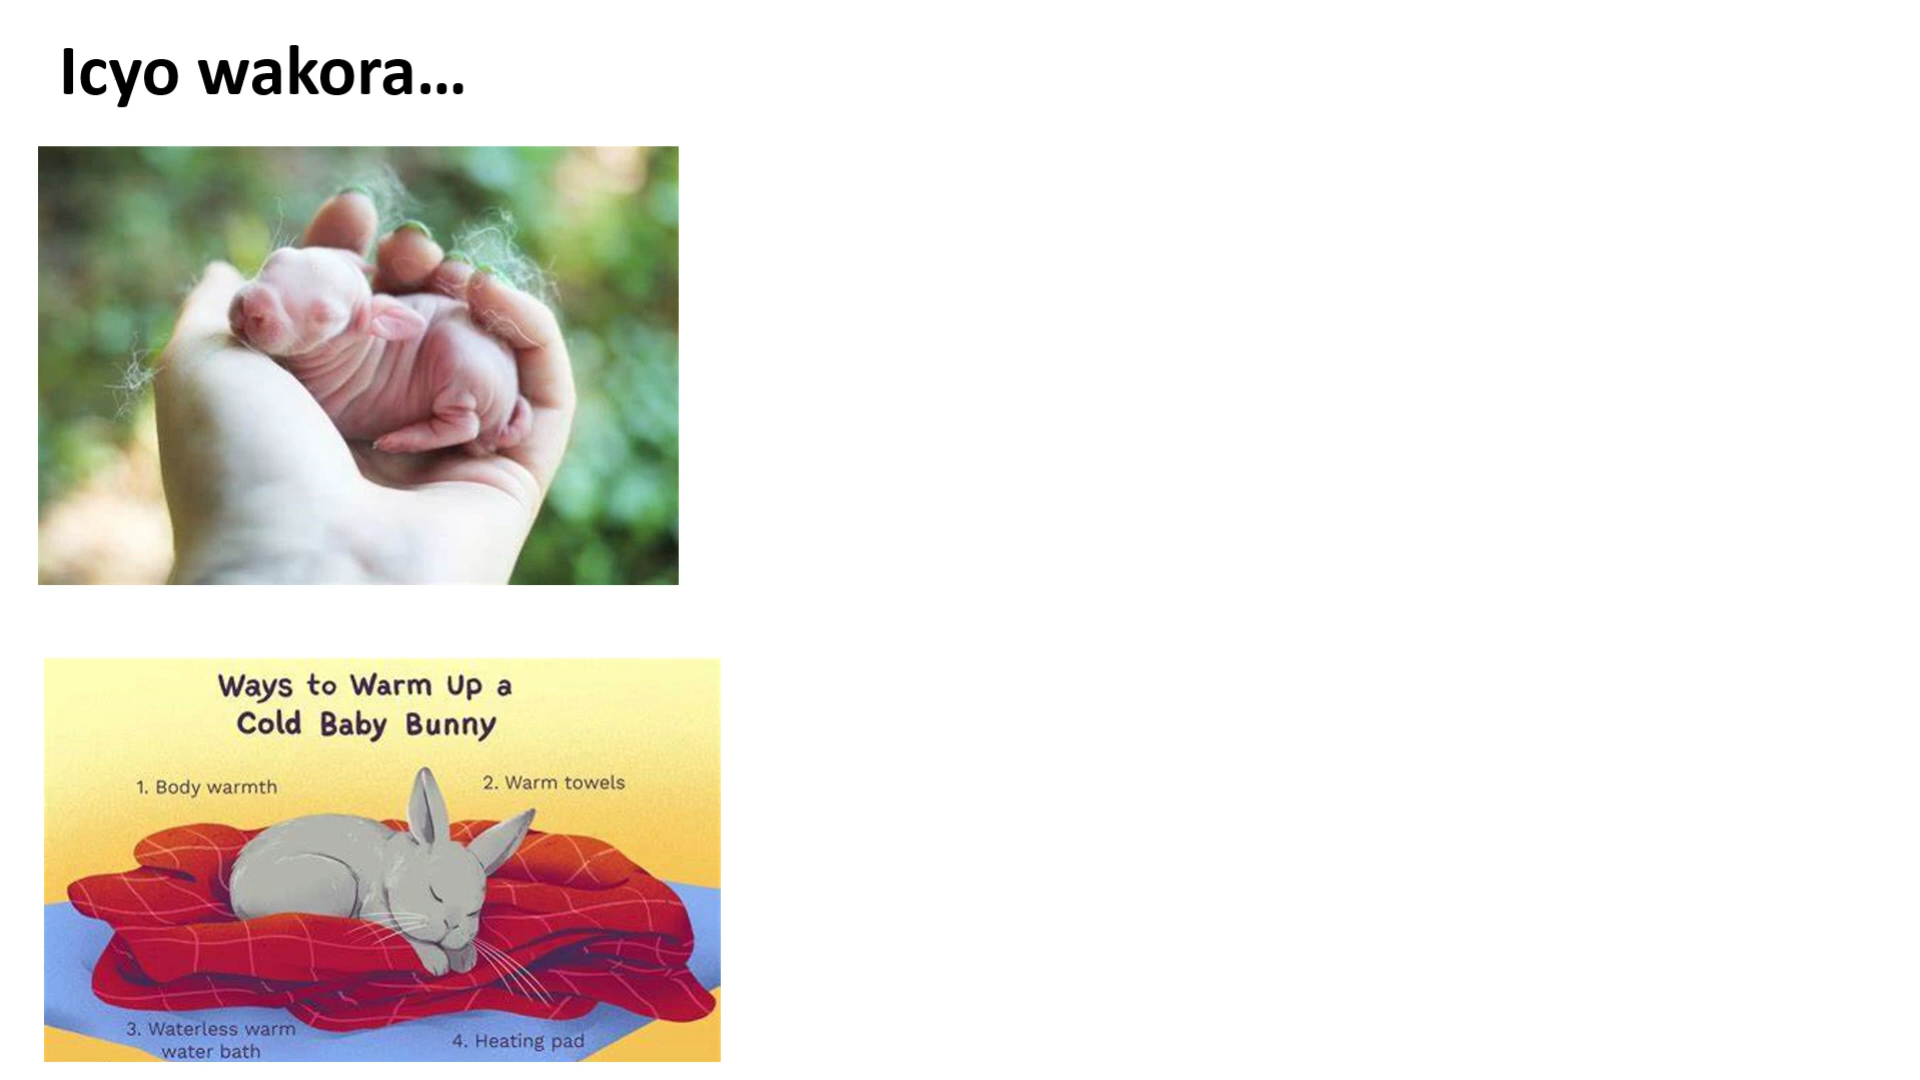 Icyo wakora...
Ways to Warm Up a
Cold Baby Bunny
1. Body warmth
2. Warm towels
3. Waterless warm
water bath
4. Heating pad